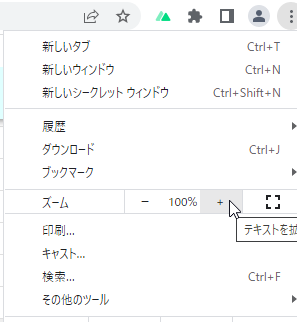 新しいタブ Ctrl+T
新しいウィンドウ Ctrl+N
新しいシークレット ウィンドウ Ctrl+Shift+N
履歴
ダウンロード Ctrl+J
ブックマーク
ズーム − 100% +
テキストを拡
印刷...
キャスト...
検索... Ctrl+F
その他のツール